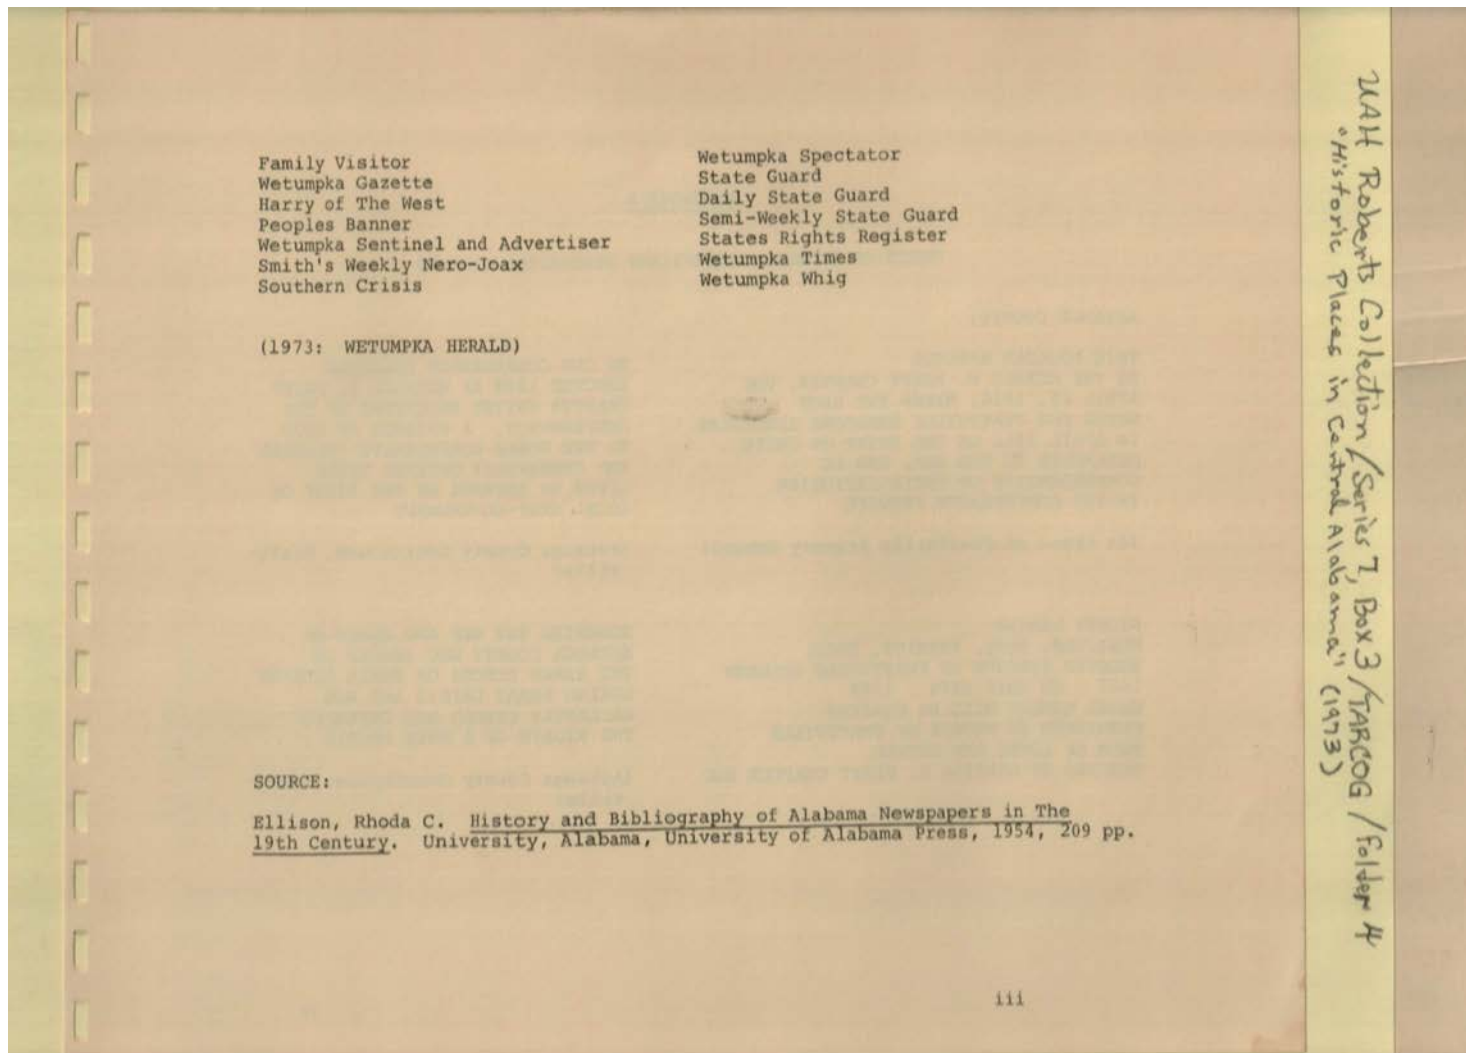 Family Visitor
Wetumpka Gazette
Harry of The West
Peoples Banner
Wetumpka Sentinel and Advertiser
Smith's Weekly Nero-Joax
Southern Crisis
Wetumpka Spectator
State Guard
Daily State Guard
Semi-Weekly State Guard
States Rights Register
Wetumpka Times
Wetumpka Whig
(1973: WETUMPKA HERALD)
SOURCE:
Ellison, Rhoda C. History and Bibliography of Alabama Newspapers in The
19th Century. University, Alabama, University of Alabama Press, 1954, 209 pp.
iii
UAH Roberts Collection/Series 7, Box 3/TARCOG/Folder 4
"Historic Places in Central Alabama" (1973)